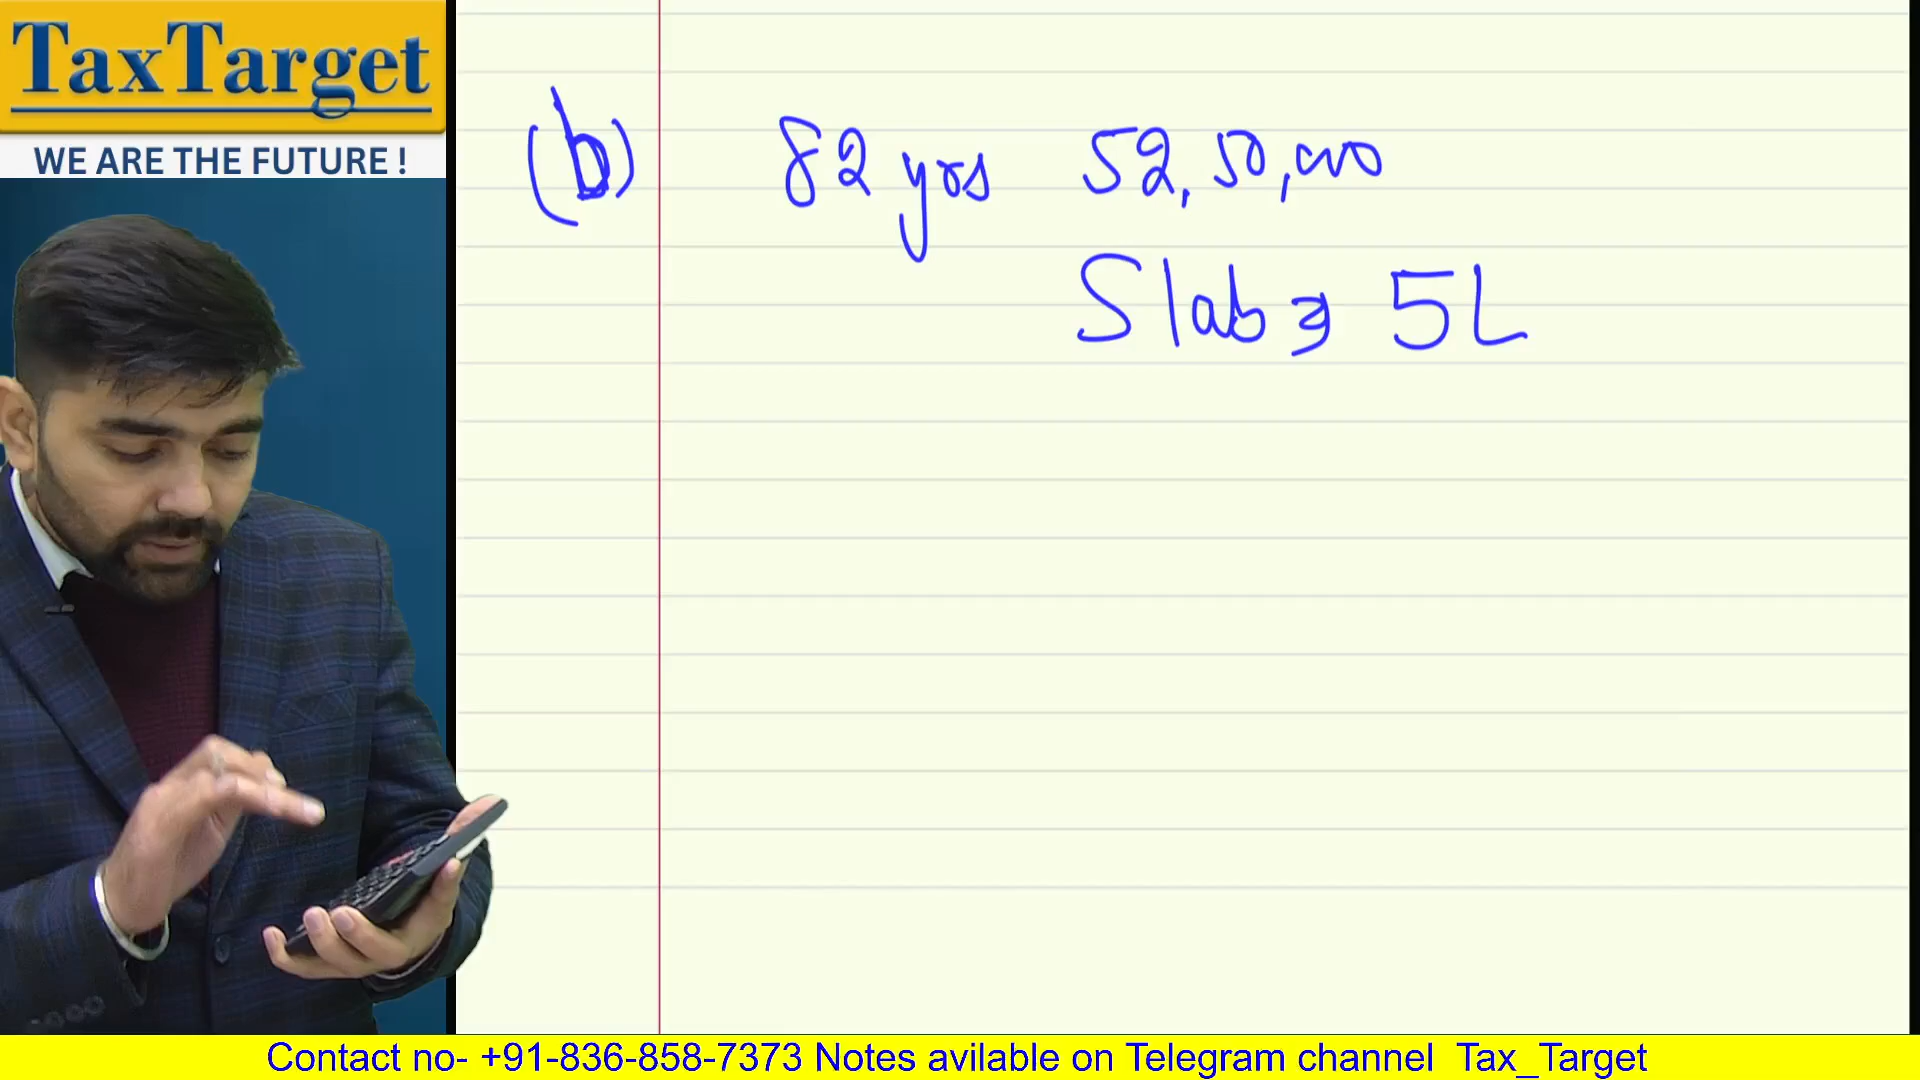 TaxTarget
WE ARE THE FUTURE !
(b) 82 yrs 52,50,000
Slab ⇒ 5L
Contact no- +91-836-858-7373 Notes avilable on Telegram channel Tax_Target